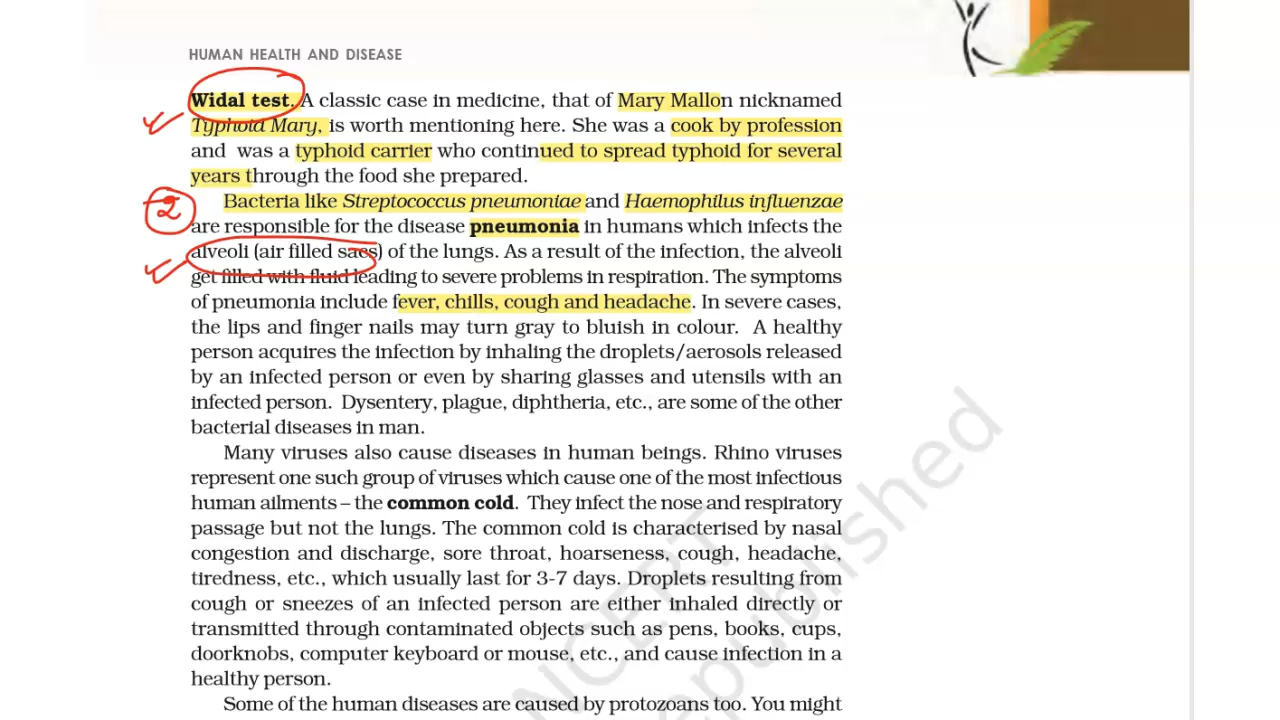 HUMAN HEALTH AND DISEASE
Widal test. A classic case in medicine, that of Mary Mallon nicknamed
Typhoid Mary, is worth mentioning here. She was a cook by profession
and was a typhoid carrier who continued to spread typhoid for several
years through the food she prepared.
2
Bacteria like Streptococcus pneumoniae and Haemophilus influenzae
are responsible for the disease pneumonia in humans which infects the
alveoli (air filled sacs) of the lungs. As a result of the infection, the alveoli
get filled with fluid leading to severe problems in respiration. The symptoms
of pneumonia include fever, chills, cough and headache. In severe cases,
the lips and finger nails may turn gray to bluish in colour. A healthy
person acquires the infection by inhaling the droplets/aerosols released
by an infected person or even by sharing glasses and utensils with an
infected person. Dysentery, plague, diphtheria, etc., are some of the other
bacterial diseases in man.
Many viruses also cause diseases in human beings. Rhino viruses
represent one such group of viruses which cause one of the most infectious
human ailments – the common cold. They infect the nose and respiratory
passage but not the lungs. The common cold is characterised by nasal
congestion and discharge, sore throat, hoarseness, cough, headache,
tiredness, etc., which usually last for 3-7 days. Droplets resulting from
cough or sneezes of an infected person are either inhaled directly or
transmitted through contaminated objects such as pens, books, cups,
doorknobs, computer keyboard or mouse, etc., and cause infection in a
healthy person.
Some of the human diseases are caused by protozoans too. You might
NCERT
republished